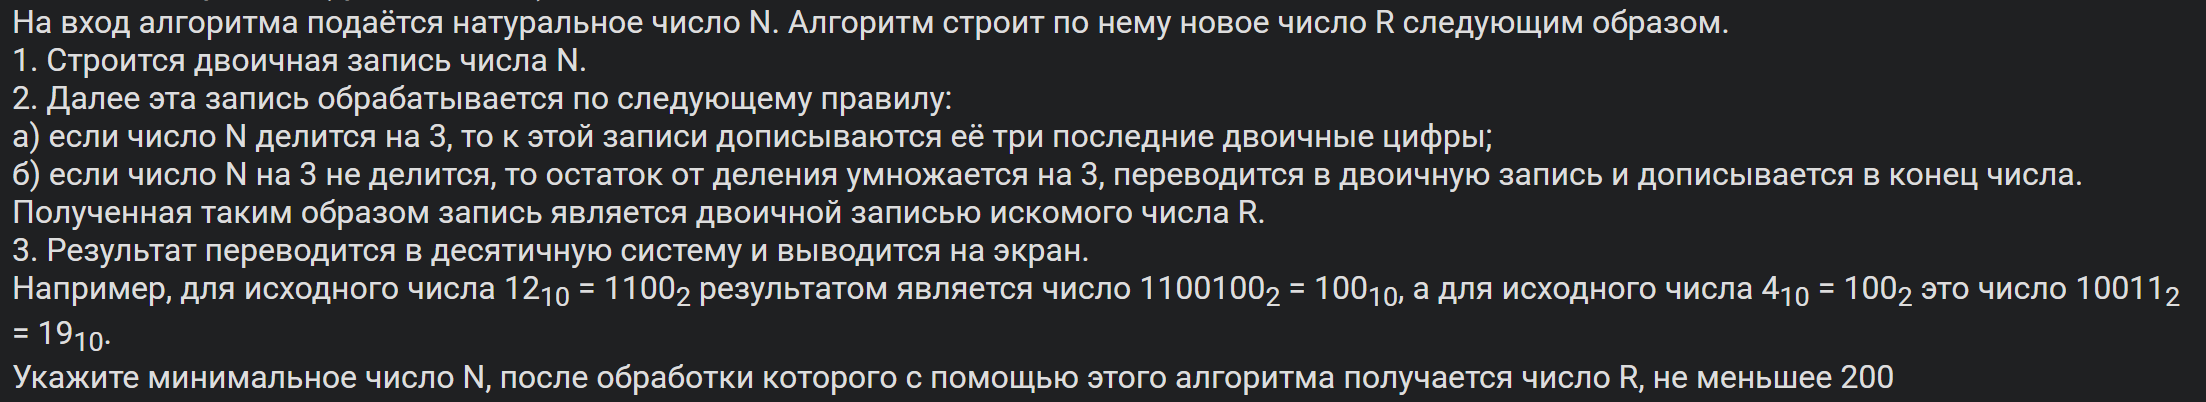 На вход алгоритма подаётся натуральное число N. Алгоритм строит по нему новое число R следующим образом.
1. Строится двоичная запись числа N.
2. Далее эта запись обрабатывается по следующему правилу:
а) если число N делится на 3, то к этой записи дописываются её три последние двоичные цифры;
б) если число N на 3 не делится, то остаток от деления умножается на 3, переводится в двоичную запись и дописывается в конец числа.
Полученная таким образом запись является двоичной записью искомого числа R.
3. Результат переводится в десятичную систему и выводится на экран.
Например, для исходного числа 12₁₀ = 1100₂ результатом является число 1100100₂ = 100₁₀, а для исходного числа 4₁₀ = 100₂ это число 10011₂
= 19₁₀.
Укажите минимальное число N, после обработки которого с помощью этого алгоритма получается число R, не меньшее 200